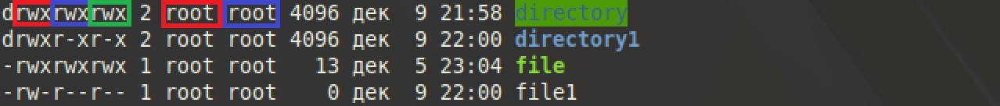 drwxrwxrwx 2 root root 4096 дек  9 21:58 directory
drwxr-xr-x 2 root root 4096 дек  9 22:00 directory1
-rwxrwxrwx 1 root root   13 дек  5 23:04 file
-rw-r--r-- 1 root root    0 дек  9 22:00 file1